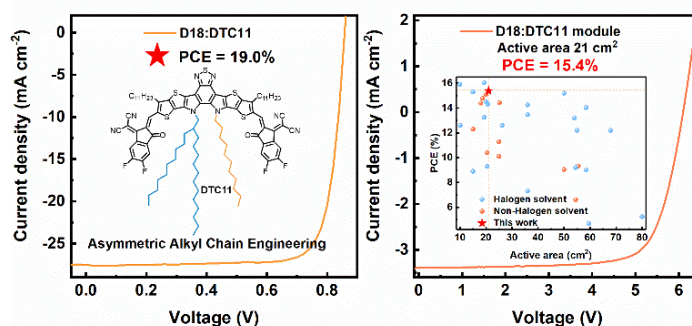 D18:DTC11
PCE = 19.0%
N S N
S S S S
C11H23 C11H23
N N
NC CN
O O
NC CN
F F
F F
DTC11
Asymmetric Alkyl Chain Engineering
Current density (mA cm-2)
0
-5
-10
-15
-20
-25
0.0 0.2 0.4 0.6 0.8
Voltage (V)
D18:DTC11 module
Active area 21 cm2
PCE = 15.4%
Current density (mA cm-2)
3
2
1
0
-1
-2
-3
0 1 2 3 4 5 6
Voltage (V)
PCE (%)
16
14
12
10
8
6
4
Halogen solvent
Non-Halogen solvent
This work
10 20 30 40 50 60 70 80
Active area (cm2)